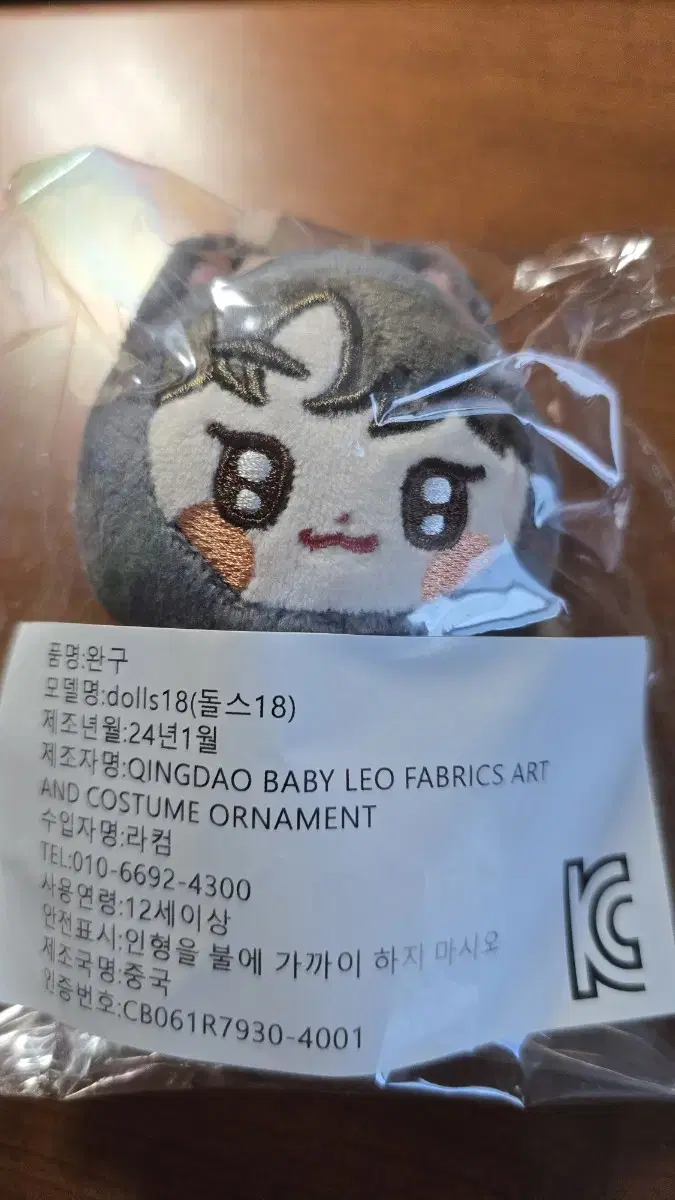 품명:완구
모델명:dolls18(돌스18)
제조년월:24년1월
제조자명:QINGDAO BABY LEO FABRICS ART
AND COSTUME ORNAMENT
수입자명:라컴
TEL:010-6692-4300
사용연령:12세이상
안전표시:인형을 불에 가까이 하지 마시오
제조국명:중국
인증번호:CB061R7930-4001
KC